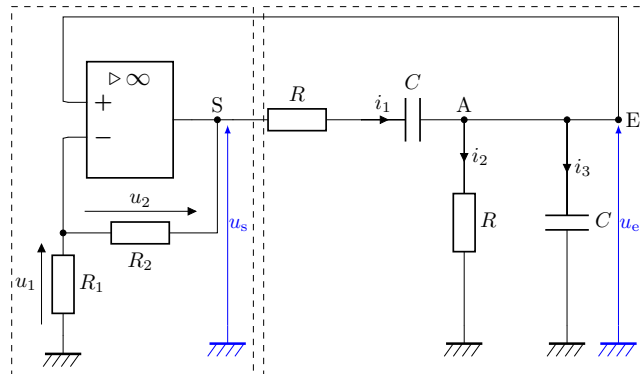 ▷ ∞
+
−
S
R
i₁
C
A
E
i₂
i₃
u₂
R₂
uₛ
R
C
uₑ
u₁
R₁